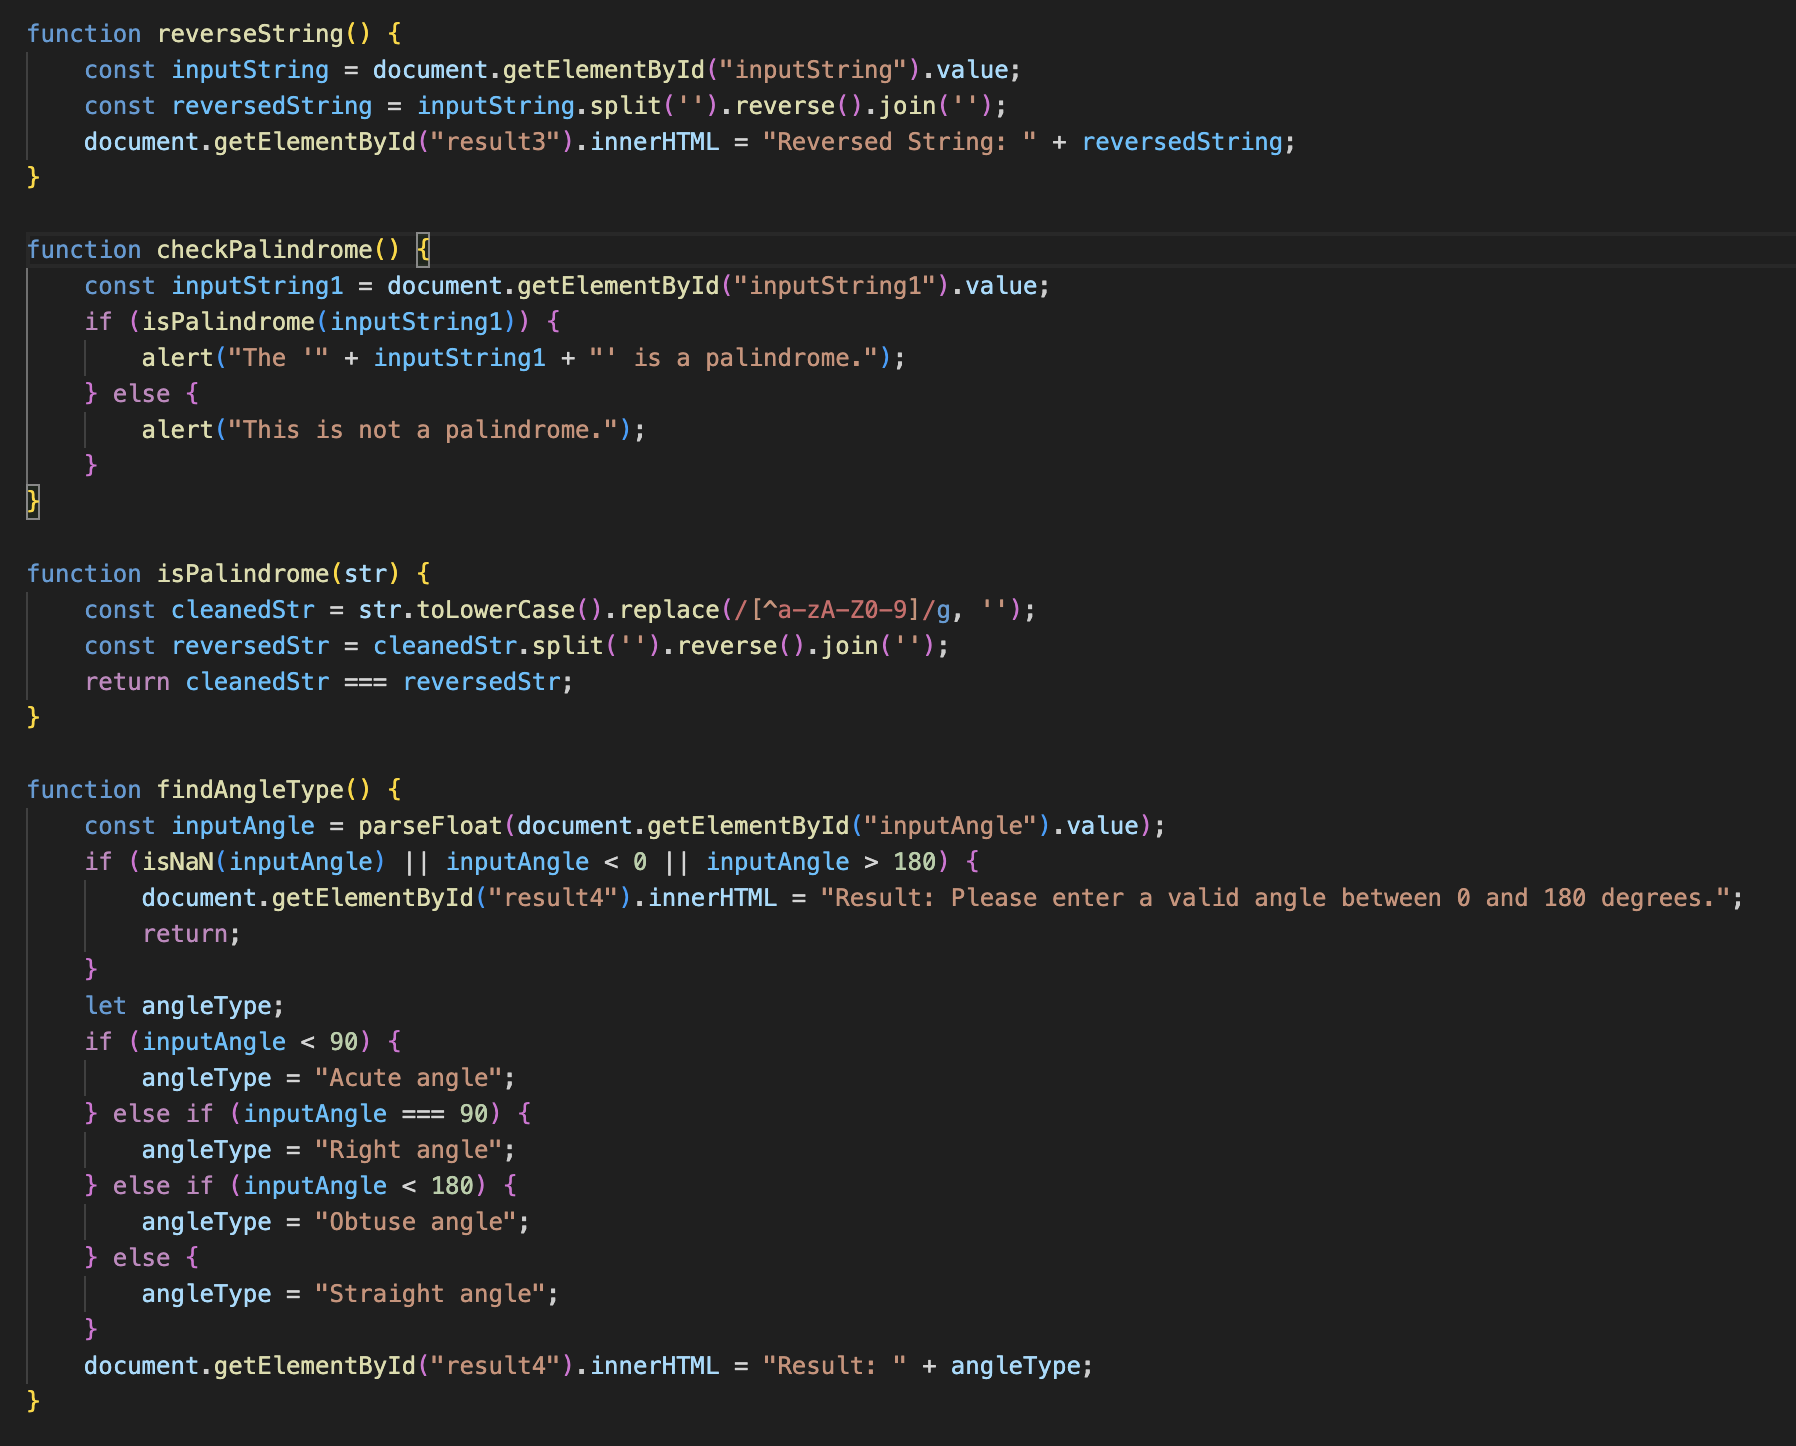 function reverseString() {
    const inputString = document.getElementById("inputString").value;
    const reversedString = inputString.split('').reverse().join('');
    document.getElementById("result3").innerHTML = "Reversed String: " + reversedString;
}

function checkPalindrome() {
    const inputString1 = document.getElementById("inputString1").value;
    if (isPalindrome(inputString1)) {
        alert("The '" + inputString1 + "' is a palindrome.");
    } else {
        alert("This is not a palindrome.");
    }
}

function isPalindrome(str) {
    const cleanedStr = str.toLowerCase().replace(/[^a-zA-Z0-9]/g, '');
    const reversedStr = cleanedStr.split('').reverse().join('');
    return cleanedStr === reversedStr;
}

function findAngleType() {
    const inputAngle = parseFloat(document.getElementById("inputAngle").value);
    if (isNaN(inputAngle) || inputAngle < 0 || inputAngle > 180) {
        document.getElementById("result4").innerHTML = "Result: Please enter a valid angle between 0 and 180 degrees.";
        return;
    }
    let angleType;
    if (inputAngle < 90) {
        angleType = "Acute angle";
    } else if (inputAngle === 90) {
        angleType = "Right angle";
    } else if (inputAngle < 180) {
        angleType = "Obtuse angle";
    } else {
        angleType = "Straight angle";
    }
    document.getElementById("result4").innerHTML = "Result: " + angleType;
}